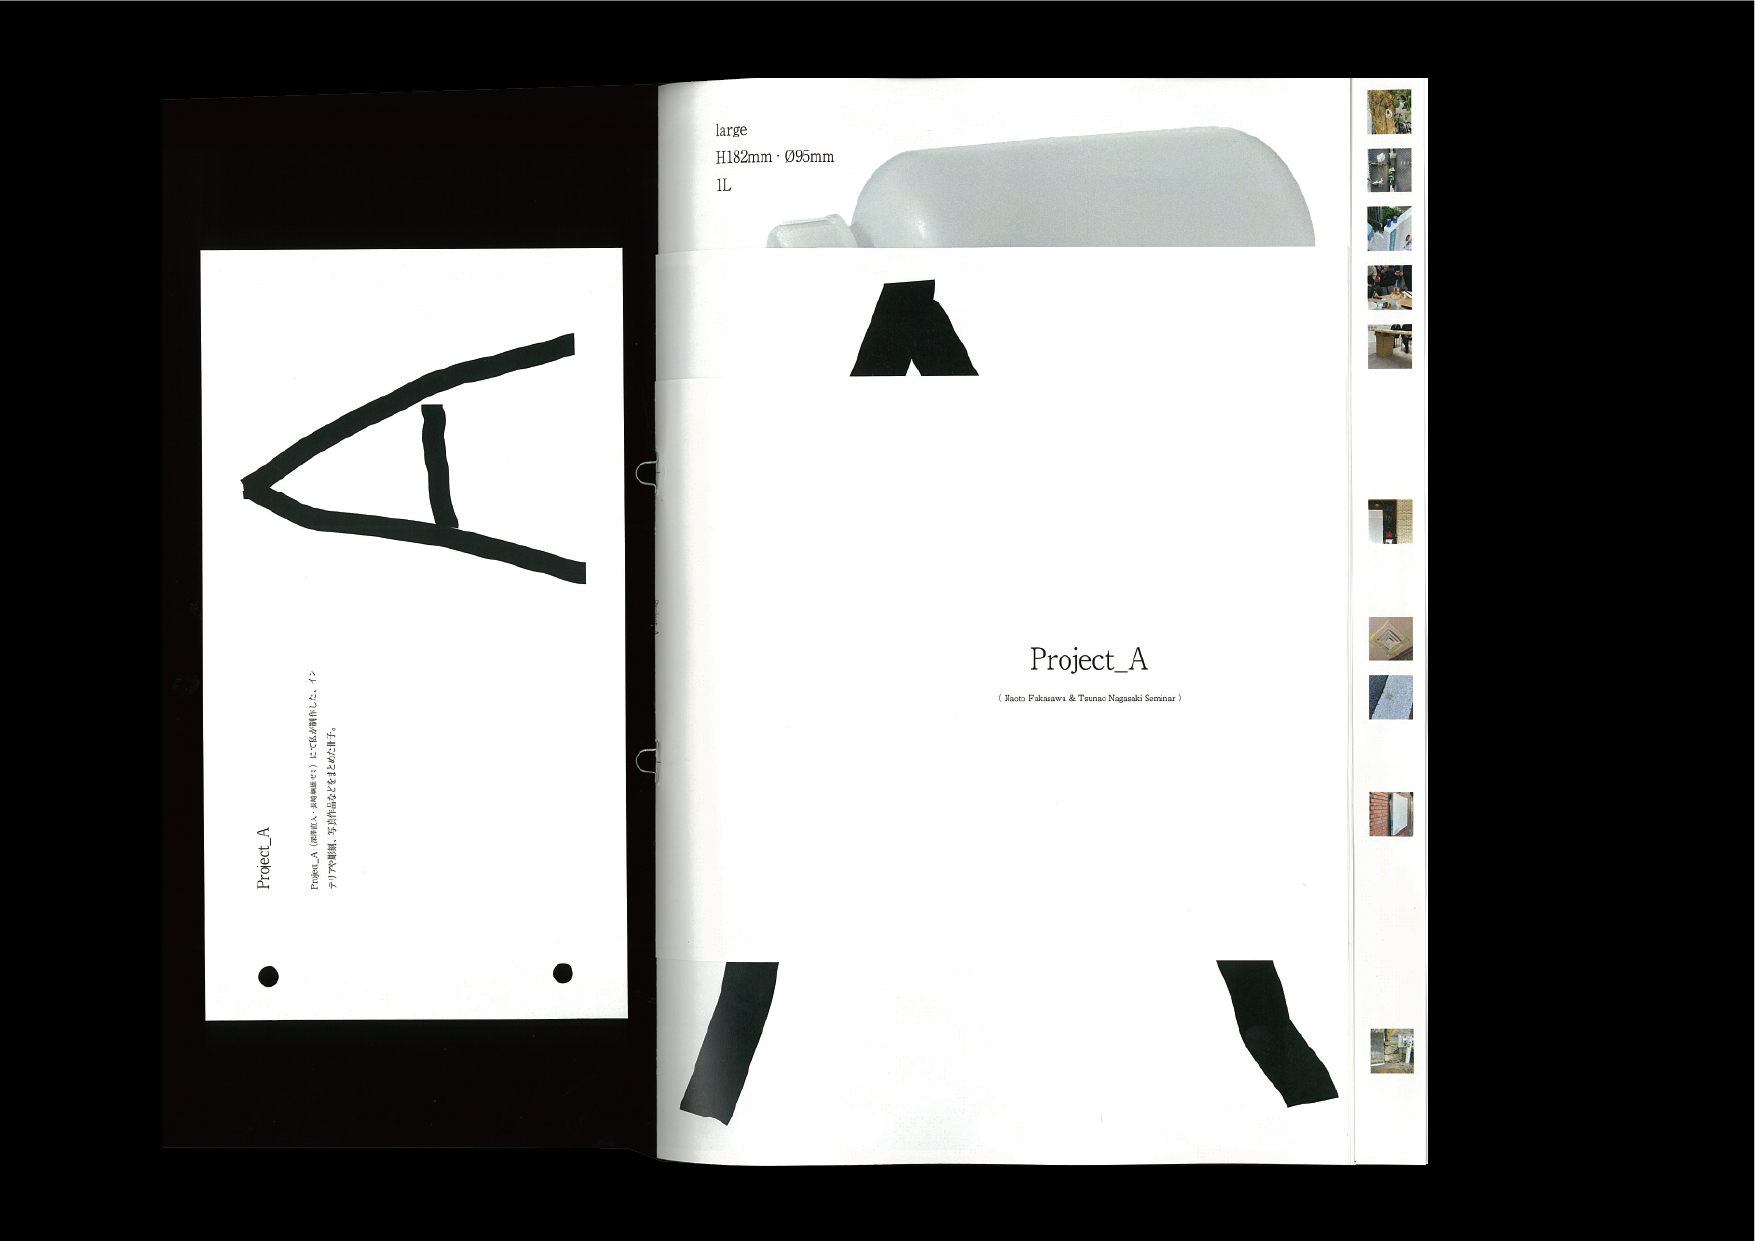 A
Project_A
Project_A（深澤直人・長崎綱雄ゼミ）にて私が制作した、イン
テリアや彫刻、写真作品などをまとめた冊子。
large
H182mm · Ø95mm
1L
Project_A
( Naoto Fakasawa & Tsunao Nagasaki Seminar )